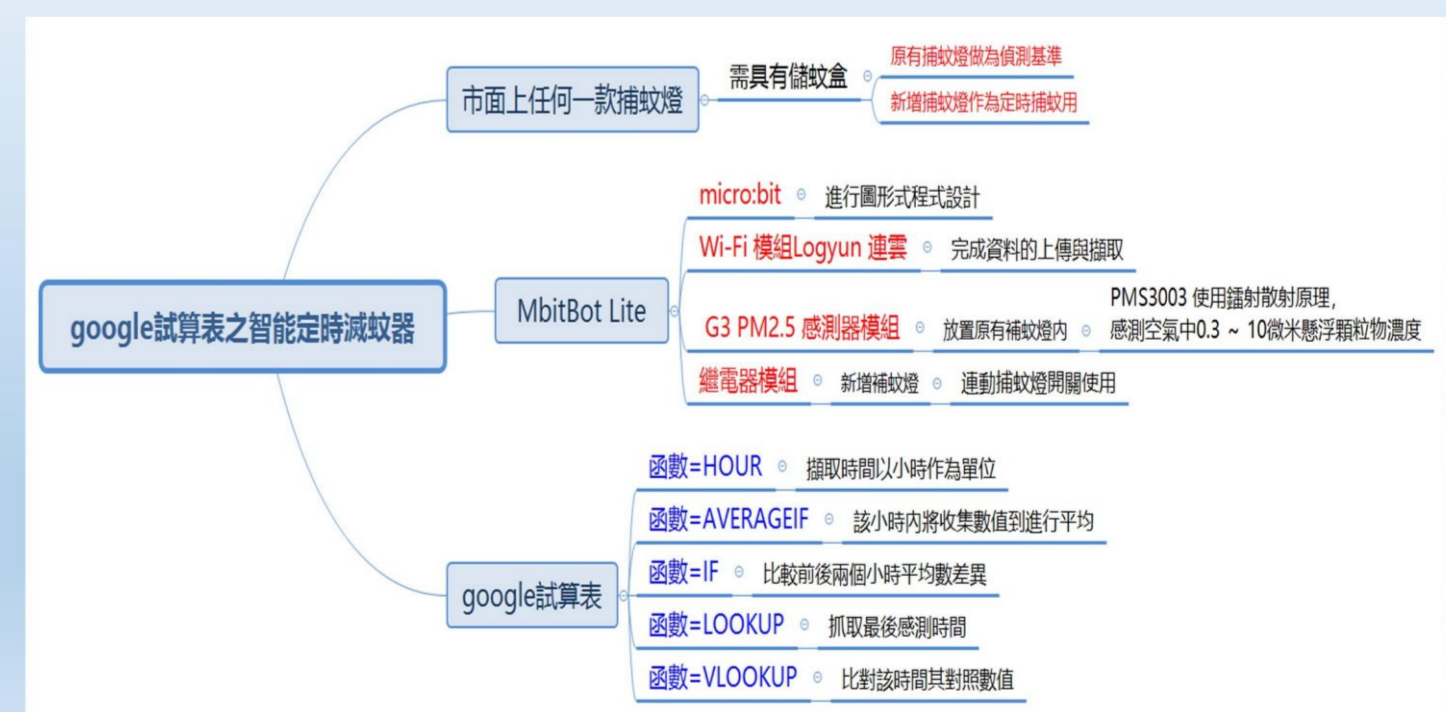 市面上任何一款捕蚊燈
需具有儲蚊盒
原有捕蚊燈做為偵測基準
新增捕蚊燈作為定時捕蚊用
google試算表之智能定時滅蚊器
MbitBot Lite
micro:bit
進行圖形式程式設計
Wi-Fi 模組Logyun 連雲
完成資料的上傳與擷取
G3 PM2.5 感測器模組
放置原有補蚊燈內
PMS3003 使用鐳射散射原理,
感測空氣中0.3 ~ 10微米懸浮顆粒物濃度
繼電器模組
新增補蚊燈
連動捕蚊燈開關使用
google試算表
函數=HOUR
擷取時間以小時作為單位
函數=AVERAGEIF
該小時內將收集數值到進行平均
函數=IF
比較前後兩個小時平均數差異
函數=LOOKUP
抓取最後感測時間
函數=VLOOKUP
比對該時間其對照數值